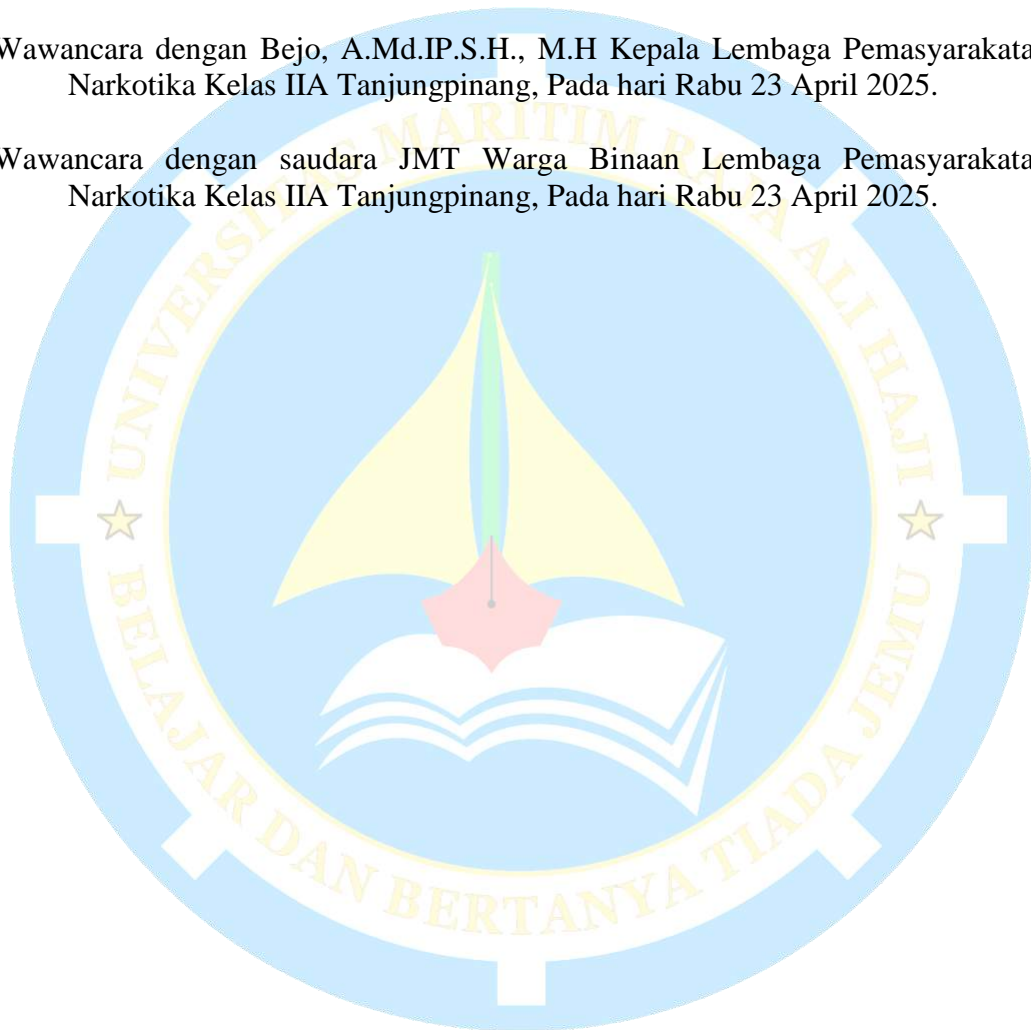 Wawancara dengan Bejo, A.Md.IP.S.H., M.H Kepala Lembaga Pemasyarakata
Narkotika Kelas IIA Tanjungpinang, Pada hari Rabu 23 April 2025.
Wawancara dengan saudara JMT Warga Binaan Lembaga Pemasyarakata
Narkotika Kelas IIA Tanjungpinang, Pada hari Rabu 23 April 2025.
UNIVERSITAS MARITIM RAJA ALI HAJI
BELAJAR DAN BERTANYA TIADA JEMU